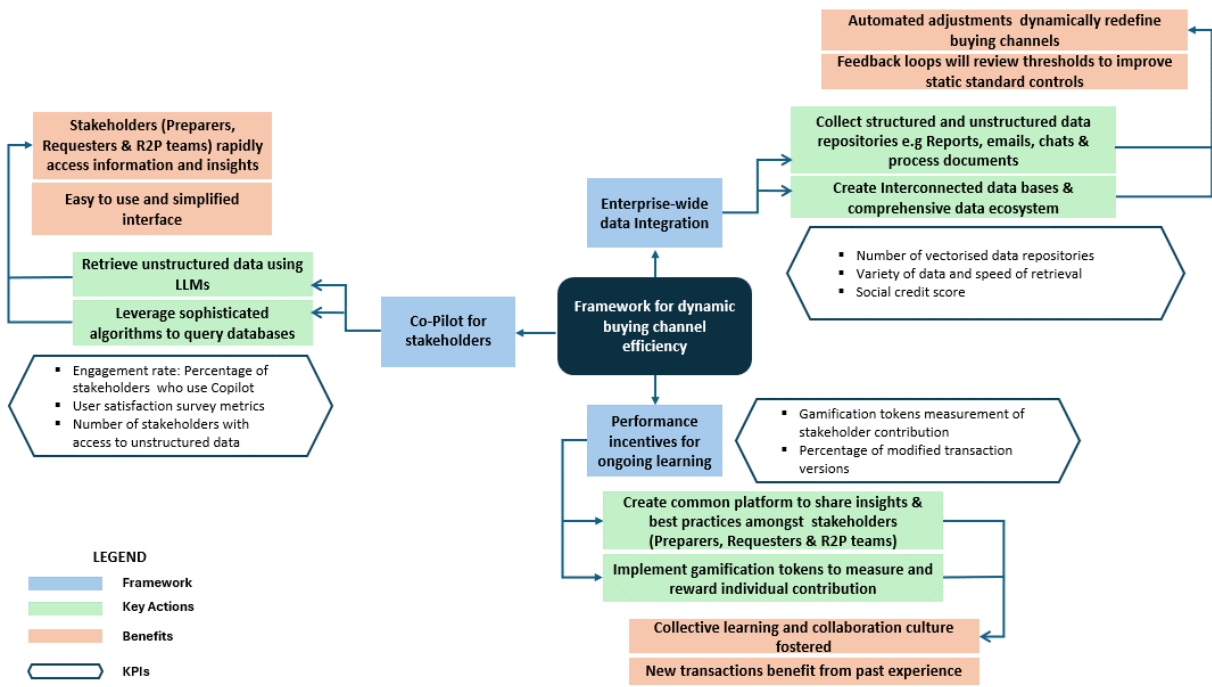 Automated adjustments dynamically redefine
buying channels
Feedback loops will review thresholds to improve
static standard controls
Stakeholders (Preparers,
Requesters & R2P teams) rapidly
access information and insights
Easy to use and simplified
interface
Collect structured and unstructured data
repositories e.g Reports, emails, chats &
process documents
Create Interconnected data bases &
comprehensive data ecosystem
Enterprise-wide
data Integration
▪ Number of vectorised data repositories
▪ Variety of data and speed of retrieval
▪ Social credit score
Retrieve unstructured data using
LLMs
Leverage sophisticated
algorithms to query databases
Co-Pilot for
stakeholders
Framework for dynamic
buying channel
efficiency
▪ Engagement rate: Percentage of
stakeholders who use Copilot
▪ User satisfaction survey metrics
▪ Number of stakeholders with
access to unstructured data
Performance
incentives for
ongoing learning
▪ Gamification tokens measurement of
stakeholder contribution
▪ Percentage of modified transaction
versions
Create common platform to share insights &
best practices amongst stakeholders
(Preparers, Requesters & R2P teams)
Implement gamification tokens to measure and
reward individual contribution
Collective learning and collaboration culture
fostered
New transactions benefit from past experience
LEGEND
Framework
Key Actions
Benefits
KPIs